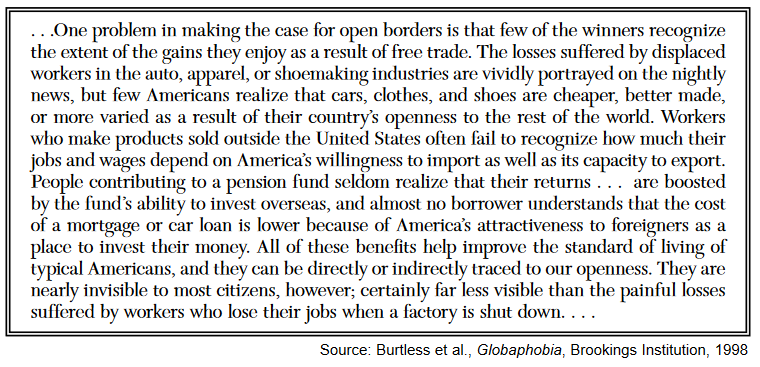 . . .One problem in making the case for open borders is that few of the winners recognize
the extent of the gains they enjoy as a result of free trade. The losses suffered by displaced
workers in the auto, apparel, or shoemaking industries are vividly portrayed on the nightly
news, but few Americans realize that cars, clothes, and shoes are cheaper, better made,
or more varied as a result of their country’s openness to the rest of the world. Workers
who make products sold outside the United States often fail to recognize how much their
jobs and wages depend on America’s willingness to import as well as its capacity to export.
People contributing to a pension fund seldom realize that their returns . . . are boosted
by the fund’s ability to invest overseas, and almost no borrower understands that the cost
of a mortgage or car loan is lower because of America’s attractiveness to foreigners as a
place to invest their money. All of these benefits help improve the standard of living of
typical Americans, and they can be directly or indirectly traced to our openness. They are
nearly invisible to most citizens, however; certainly far less visible than the painful losses
suffered by workers who lose their jobs when a factory is shut down. . . .
Source: Burtless et al., Globaphobia, Brookings Institution, 1998